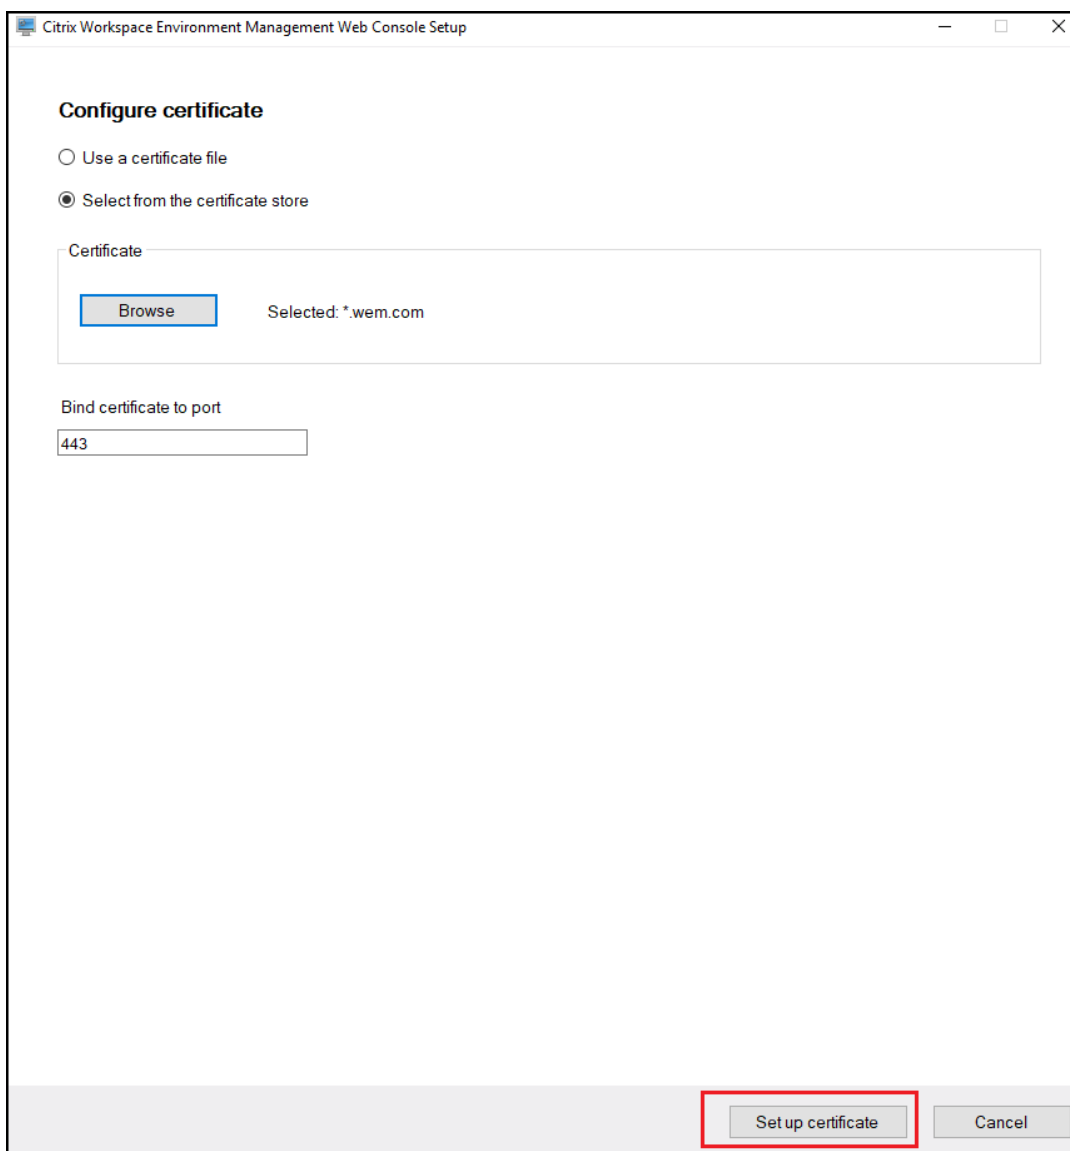 Citrix Workspace Environment Management Web Console Setup
Configure certificate
Use a certificate file
Select from the certificate store
Certificate
Browse
Selected: *.wem.com
Bind certificate to port
443
Set up certificate
Cancel